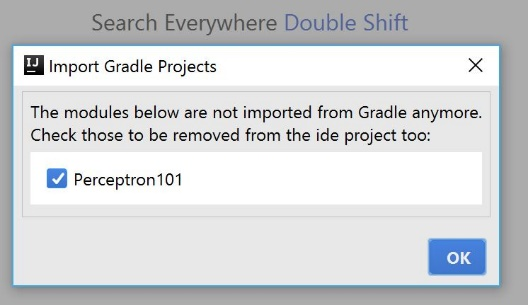 Search Everywhere Double Shift
IJ Import Gradle Projects
The modules below are not imported from Gradle anymore.
Check those to be removed from the ide project too:
Perceptron101
OK